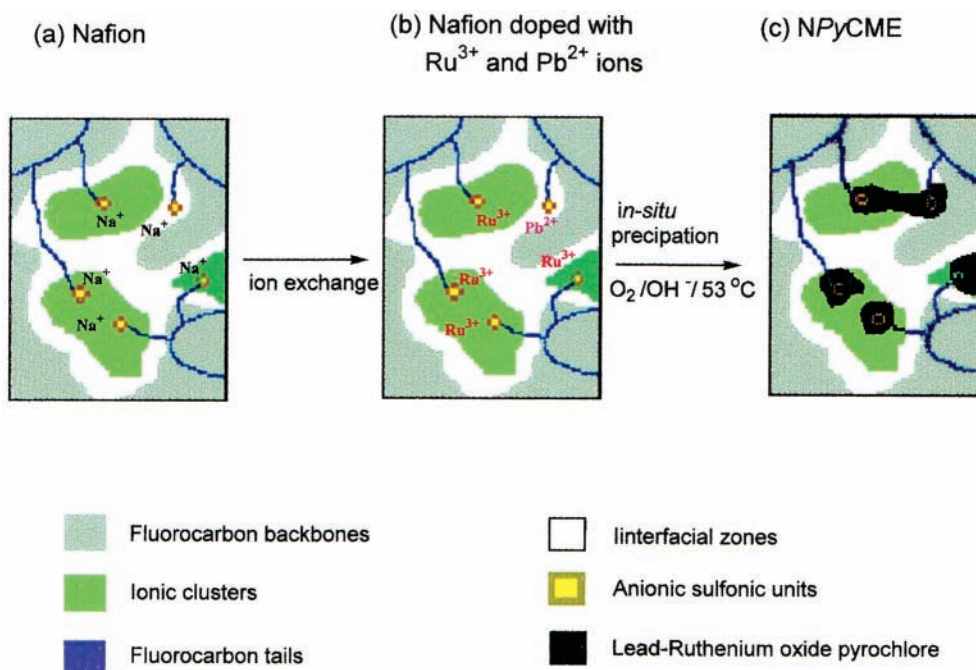 (a) Nafion
(b) Nafion doped with
Ru³⁺ and Pb²⁺ ions
(c) NPyCME
Na⁺
Na⁺
Na⁺
Na⁺
Na⁺
ion exchange
Ru³⁺
Pb²⁺
Ru³⁺
Ru³⁺
Ru³⁺
in-situ
precipation
O₂ /OH⁻/ 53 °C
Fluorocarbon backbones
Ionic clusters
Fluorocarbon tails
Iinterfacial zones
Anionic sulfonic units
Lead-Ruthenium oxide pyrochlore